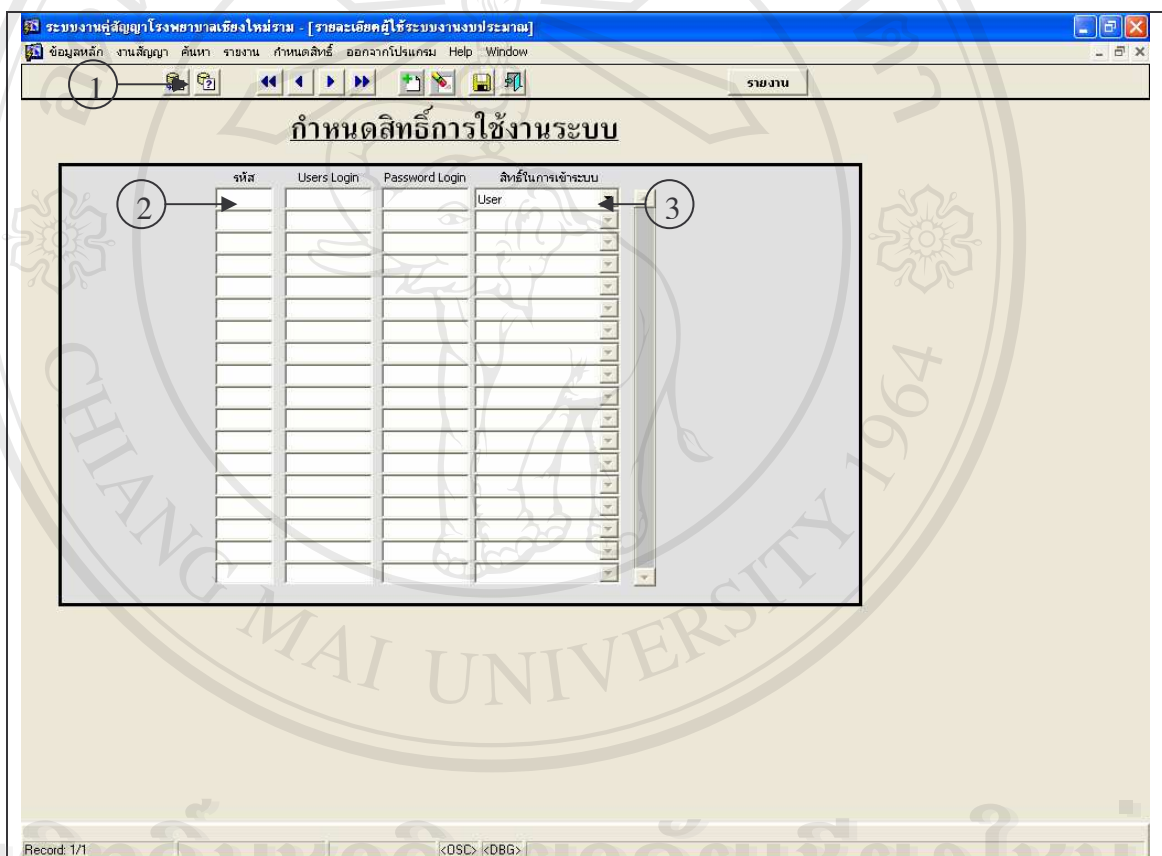 ระบบงานคู่สัญญาโรงพยาบาลเชียงใหม่ราม - [รายละเอียดผู้ใช้ระบบงานงบประมาณ]
ข้อมูลหลัก งานสัญญา ค้นหา รายงาน กำหนดสิทธิ์ ออกจากโปรแกรม Help Window
1
รายงาน
กำหนดสิทธิ์การใช้งานระบบ
รหัส Users Login Password Login สิทธิ์ในการเข้าระบบ
2 User 3
CHIANG MAI UNIVERSITY 1964
Record: 1/1 <OSC> <DBG>